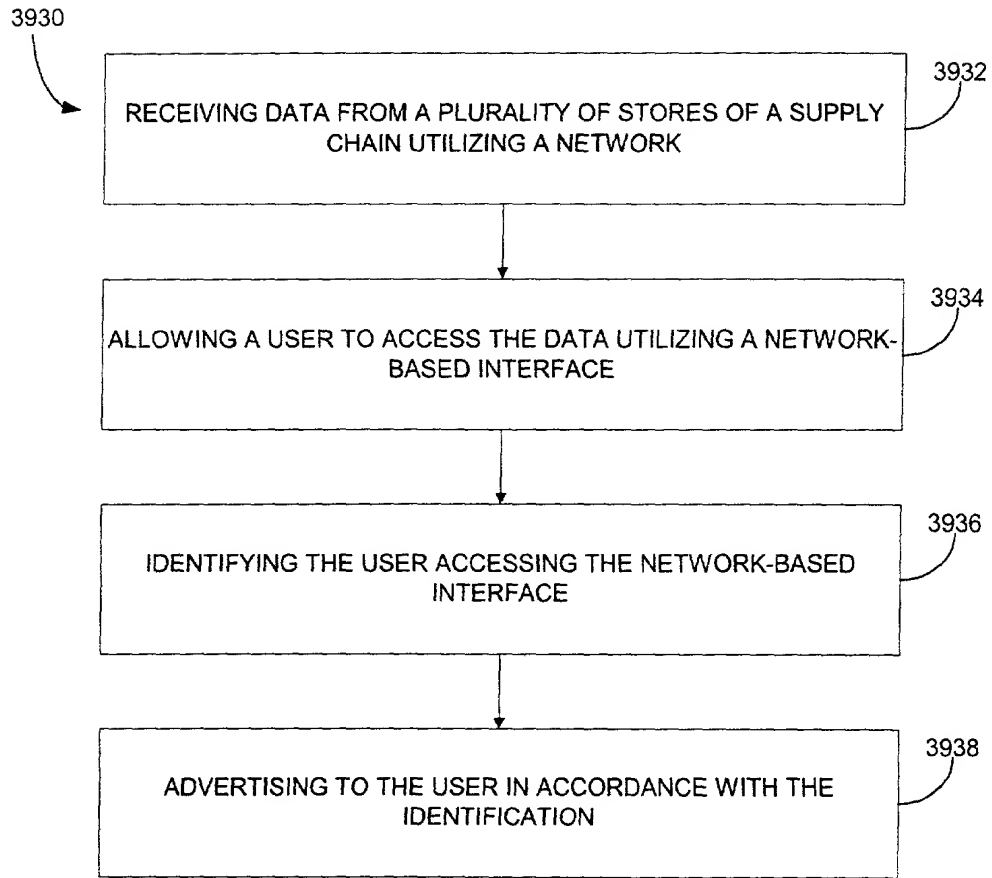 3930
3932
RECEIVING DATA FROM A PLURALITY OF STORES OF A SUPPLY
CHAIN UTILIZING A NETWORK
3934
ALLOWING A USER TO ACCESS THE DATA UTILIZING A NETWORK-
BASED INTERFACE
3936
IDENTIFYING THE USER ACCESSING THE NETWORK-BASED
INTERFACE
3938
ADVERTISING TO THE USER IN ACCORDANCE WITH THE
IDENTIFICATION